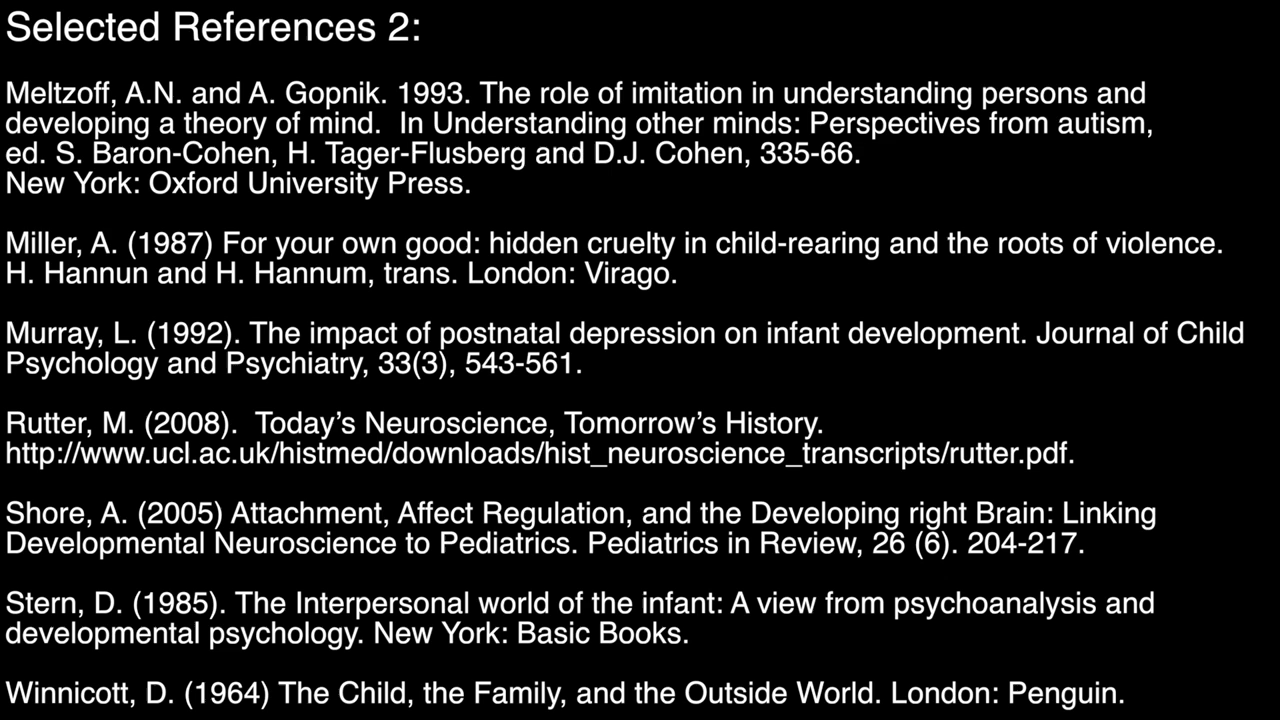 Selected References 2:
Meltzoff, A.N. and A. Gopnik. 1993. The role of imitation in understanding persons and
developing a theory of mind.  In Understanding other minds: Perspectives from autism,
ed. S. Baron-Cohen, H. Tager-Flusberg and D.J. Cohen, 335-66.
New York: Oxford University Press.
Miller, A. (1987) For your own good: hidden cruelty in child-rearing and the roots of violence.
H. Hannun and H. Hannum, trans. London: Virago.
Murray, L. (1992). The impact of postnatal depression on infant development. Journal of Child
Psychology and Psychiatry, 33(3), 543-561.
Rutter, M. (2008).  Today's Neuroscience, Tomorrow's History.
http://www.ucl.ac.uk/histmed/downloads/hist_neuroscience_transcripts/rutter.pdf.
Shore, A. (2005) Attachment, Affect Regulation, and the Developing right Brain: Linking
Developmental Neuroscience to Pediatrics. Pediatrics in Review, 26 (6). 204-217.
Stern, D. (1985). The Interpersonal world of the infant: A view from psychoanalysis and
developmental psychology. New York: Basic Books.
Winnicott, D. (1964) The Child, the Family, and the Outside World. London: Penguin.